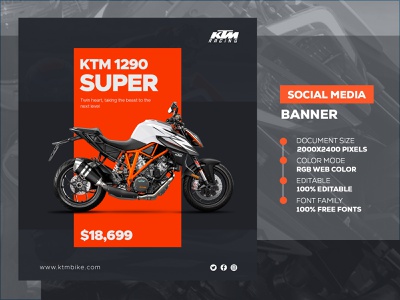 KTM
RACING
KTM 1290
SUPER
Two heart, taking the beast to the
next level
$18,699
www.ktmbike.com
SOCIAL MEDIA
BANNER
DOCUMENT SIZE
2000X2400 PIXELS
COLOR MODE
RGB WEB COLOR
EDITABLE
100% EDITABLE
FONT FAMILY
100% FREE FONTS